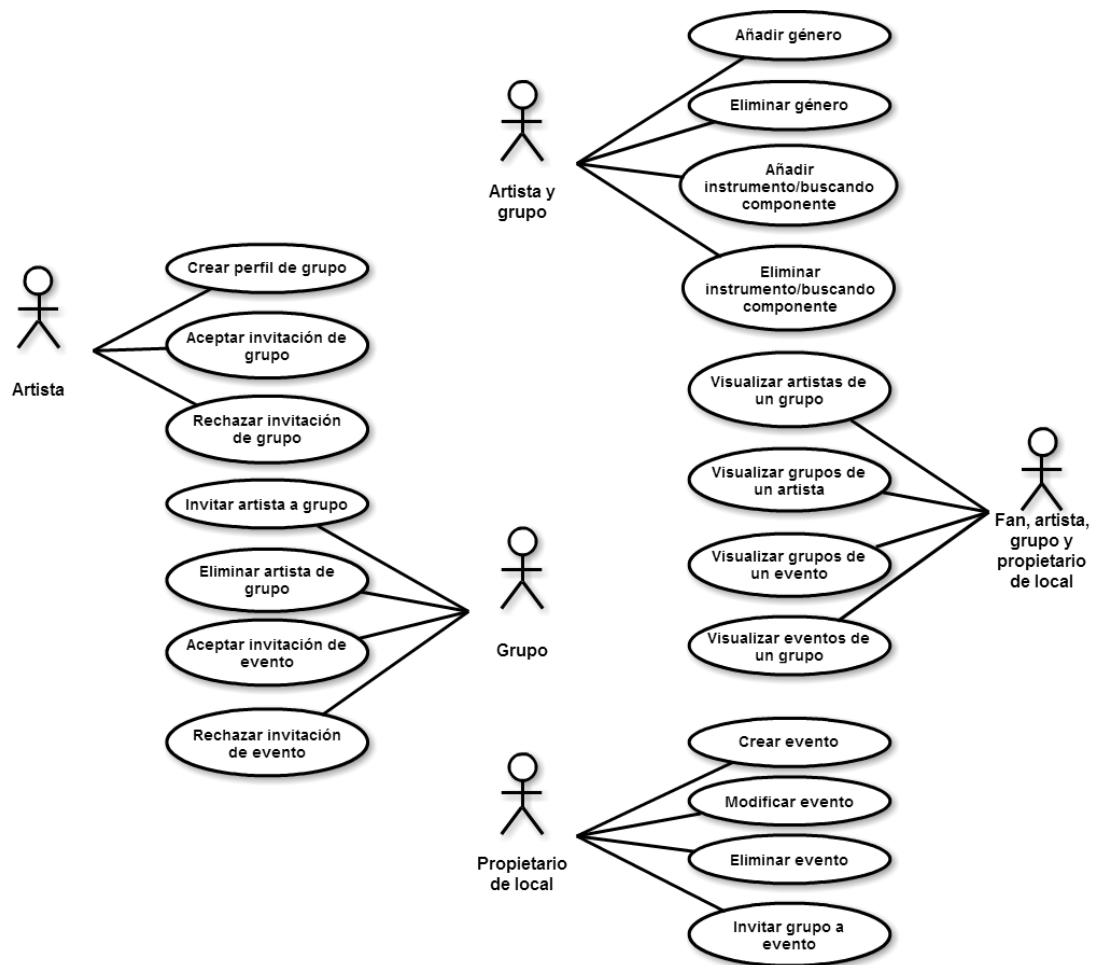 Añadir género
Eliminar género
Añadir
instrumento/buscando
componente
Eliminar
instrumento/buscando
componente
Artista y
grupo
Crear perfil de grupo
Aceptar invitación de
grupo
Rechazar invitación
de grupo
Artista
Visualizar artistas de
un grupo
Visualizar grupos de
un artista
Visualizar grupos de
un evento
Visualizar eventos de
un grupo
Fan, artista,
grupo y
propietario
de local
Invitar artista a grupo
Eliminar artista de
grupo
Aceptar invitación de
evento
Rechazar invitación
de evento
Grupo
Crear evento
Modificar evento
Eliminar evento
Invitar grupo a
evento
Propietario
de local